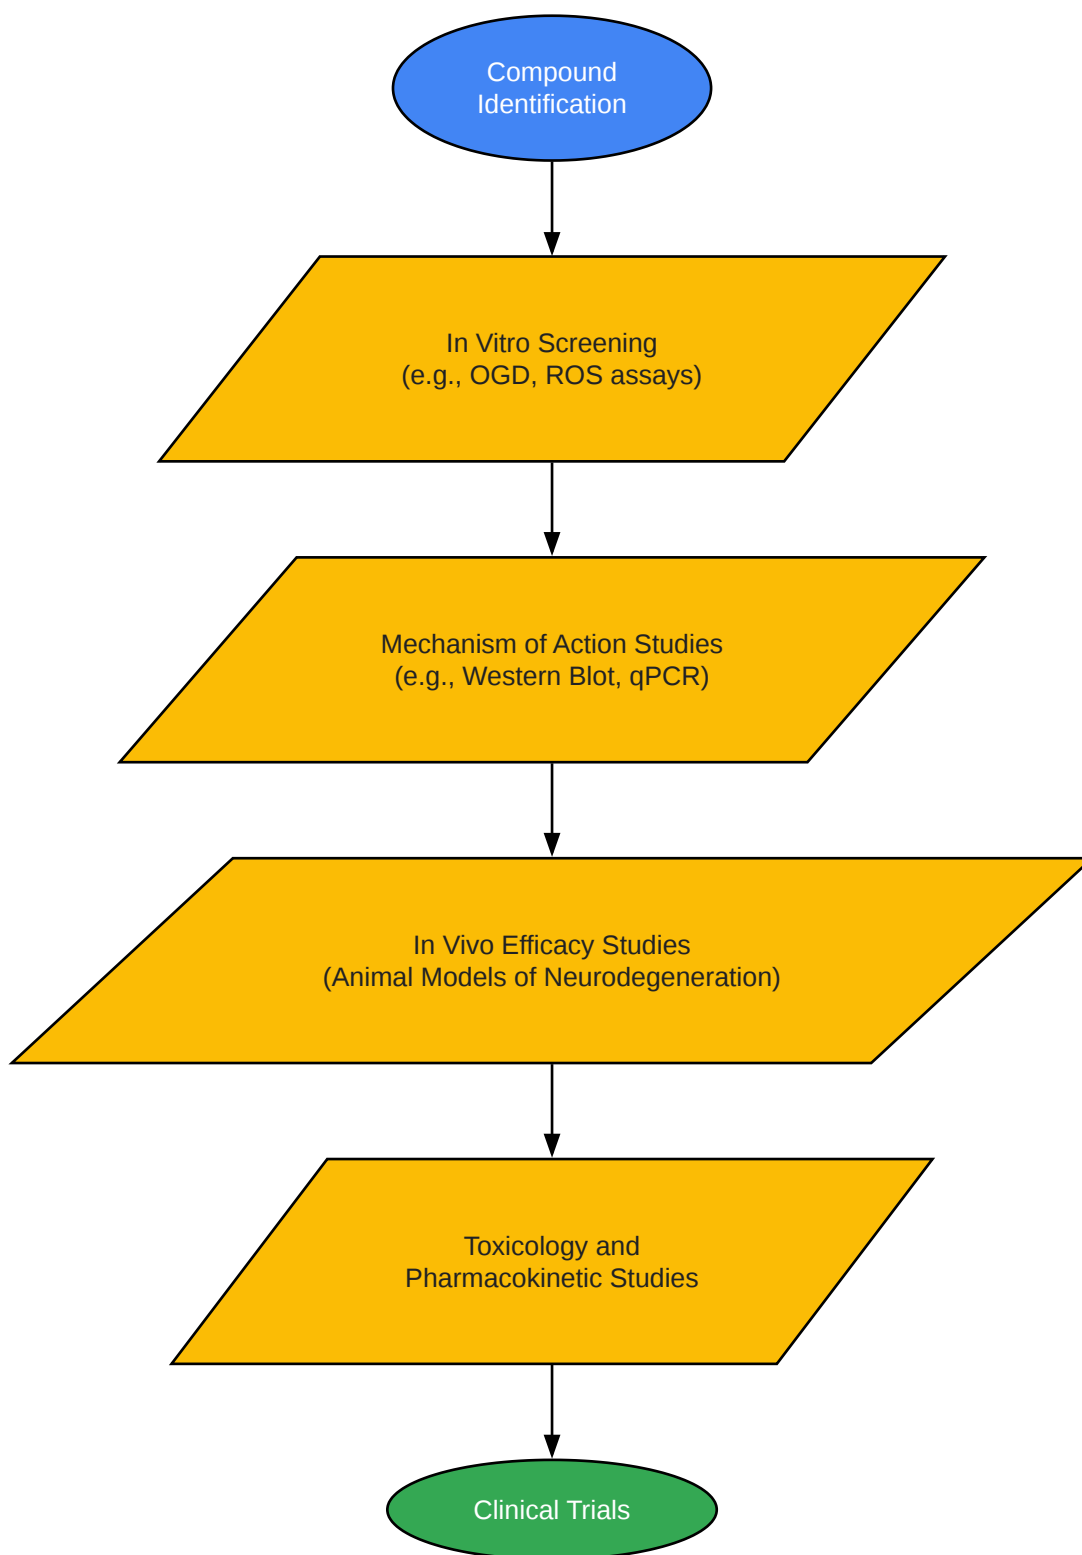 Compound
Identification
In Vitro Screening
(e.g., OGD, ROS assays)
Mechanism of Action Studies
(e.g., Western Blot, qPCR)
In Vivo Efficacy Studies
(Animal Models of Neurodegeneration)
Toxicology and
Pharmacokinetic Studies
Clinical Trials